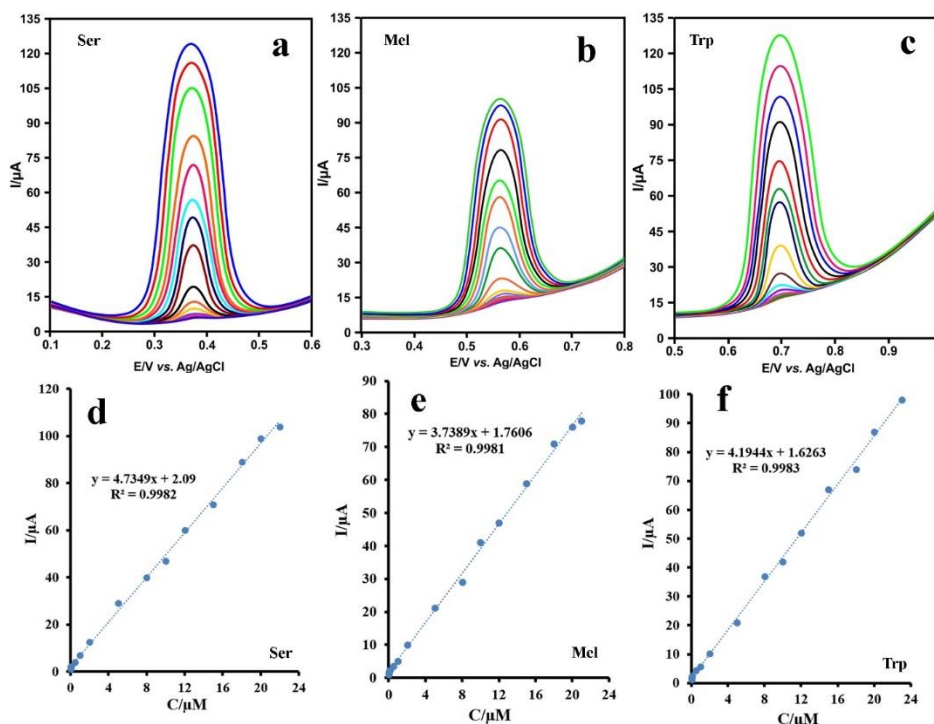 Ser
a
135
120
105
90
75
60
45
30
15
0
I/μA
0.1 0.2 0.3 0.4 0.5 0.6
E/V vs. Ag/AgCl
Mel
b
135
120
105
90
75
60
45
30
15
0
I/μA
0.3 0.4 0.5 0.6 0.7 0.8
E/V vs. Ag/AgCl
Trp
c
135
120
105
90
75
60
45
30
15
0
I/μA
0.5 0.6 0.7 0.8 0.9
E/V vs. Ag/AgCl
d
120
100
80
60
40
20
0
I/μA
y = 4.7349x + 2.09
R² = 0.9982
Ser
0 4 8 12 16 20 24
C/μM
e
90
80
70
60
50
40
30
20
10
0
I/μA
y = 3.7389x + 1.7606
R² = 0.9981
Mel
0 3 6 9 12 15 18 21 24
C/μM
f
100
90
80
70
60
50
40
30
20
10
0
I/μA
y = 4.1944x + 1.6263
R² = 0.9983
Trp
0 4 8 12 16 20 24
C/μM